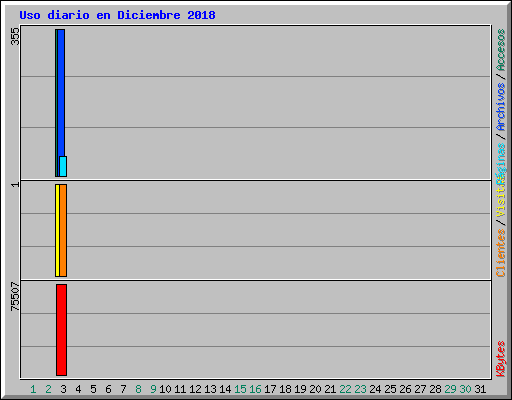 Uso diario en Diciembre 2018
355
1
75507
Páginas / Archivos / Accesos
Clientes / Visitas
KBytes
1 2 3 4 5 6 7 8 9 10 11 12 13 14 15 16 17 18 19 20 21 22 23 24 25 26 27 28 29 30 31